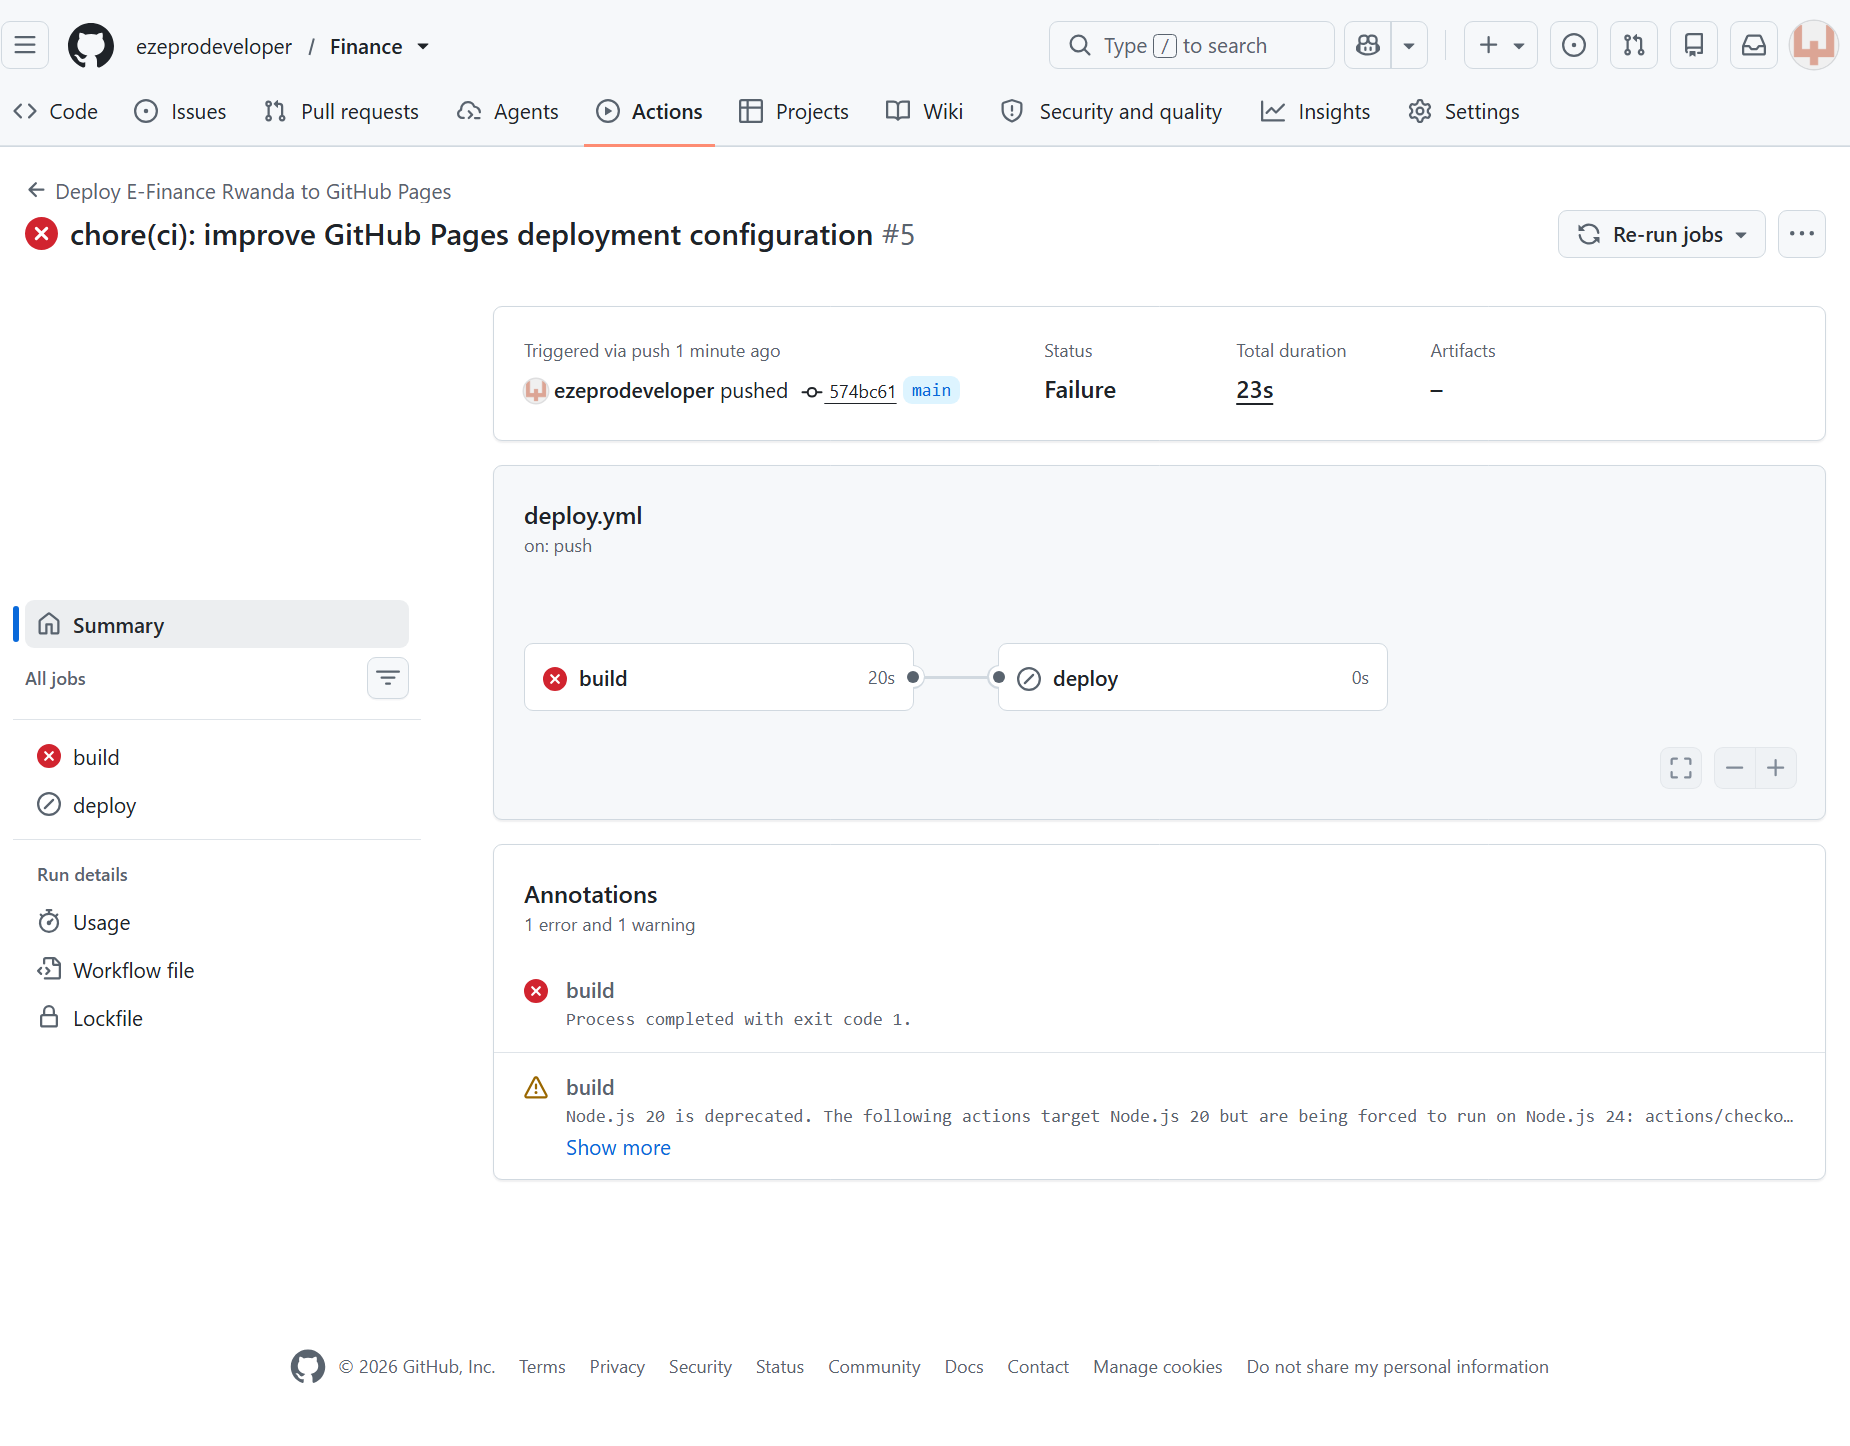 ezeprodeveloper / Finance
Type / to search
Code
Issues
Pull requests
Agents
Actions
Projects
Wiki
Security and quality
Insights
Settings
Deploy E-Finance Rwanda to GitHub Pages
chore(ci): improve GitHub Pages deployment configuration #5
Re-run jobs
Summary
All jobs
build
deploy
Run details
Usage
Workflow file
Lockfile
Triggered via push 1 minute ago
ezeprodeveloper pushed 574bc61 main
Status
Failure
Total duration
23s
Artifacts
–
deploy.yml
on: push
build 20s
deploy 0s
Annotations
1 error and 1 warning
build
Process completed with exit code 1.
build
Node.js 20 is deprecated. The following actions target Node.js 20 but are being forced to run on Node.js 24: actions/checko…
Show more
© 2026 GitHub, Inc. Terms Privacy Security Status Community Docs Contact Manage cookies Do not share my personal information